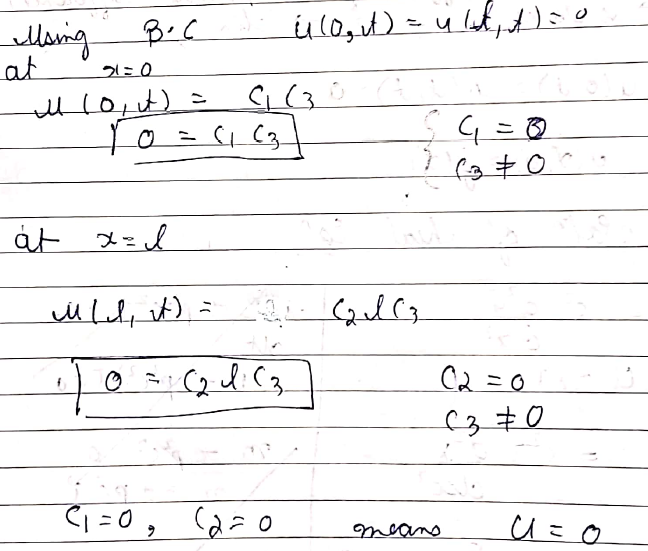 Using B.C u(0,t) = u(l,t) = 0
at x=0
u(0,t) = C1 C3
0 = C1 C3
C1 = 0
C3 ≠ 0
at x=l
u(l,t) = C2 l C3
0 = C2 l C3
C2 = 0
C3 ≠ 0
C1=0, C2=0 means U = 0